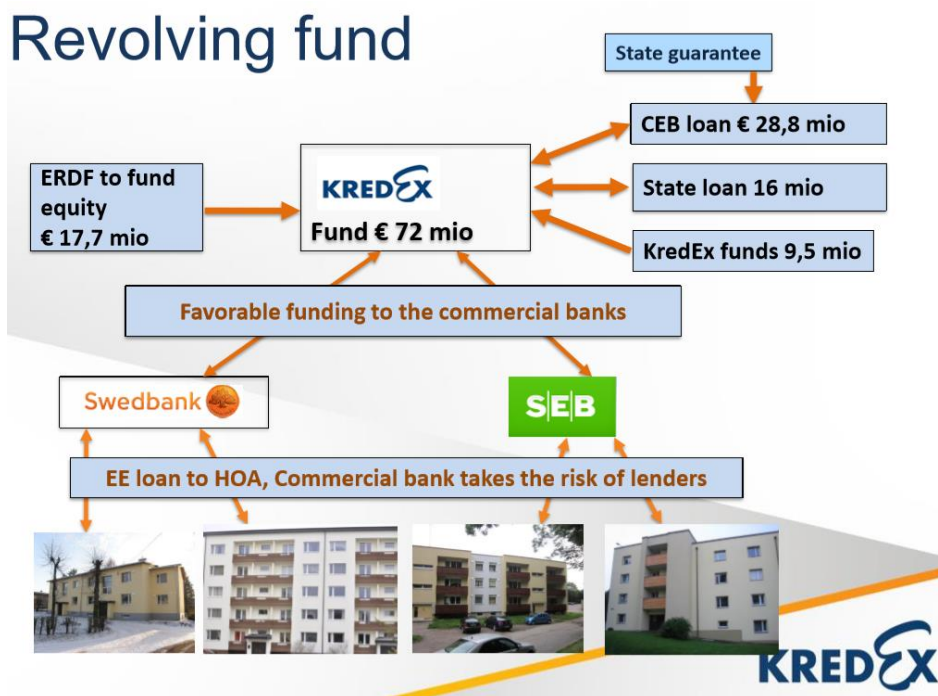 Revolving fund
State guarantee
CEB loan € 28,8 mio
ERDF to fund
equity
€ 17,7 mio
KREDEX
Fund € 72 mio
State loan 16 mio
KredEx funds 9,5 mio
Favorable funding to the commercial banks
Swedbank
SEB
EE loan to HOA, Commercial bank takes the risk of lenders
KREDEX